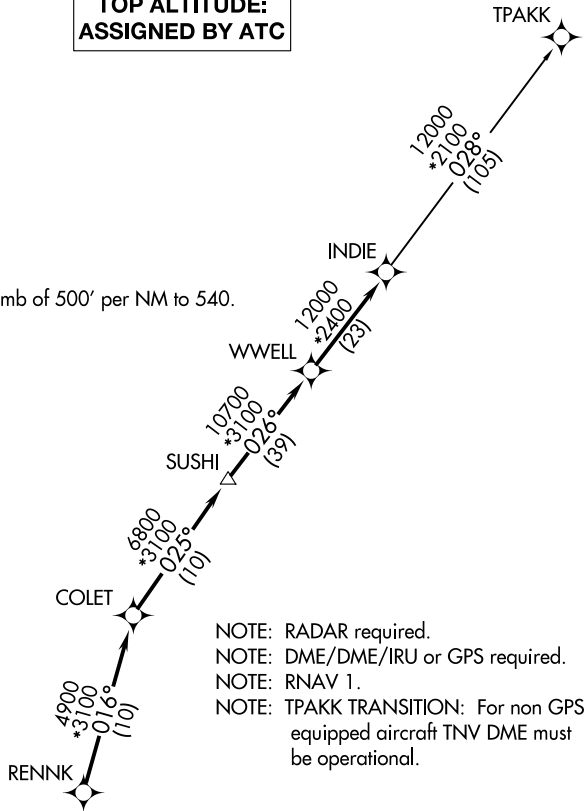 TOP ALTITUDE:
ASSIGNED BY ATC
TPAKK
12000
*2100
028°
(105)
INDIE
mb of 500' per NM to 540.
12000
*2400
(23)
WWELL
10700
*3100
026°
(39)
SUSHI
6800
*3100
025°
(10)
COLET
NOTE: RADAR required.
NOTE: DME/DME/IRU or GPS required.
NOTE: RNAV 1.
NOTE: TPAKK TRANSITION: For non GPS
equipped aircraft TNV DME must
be operational.
4900
*3100
016°
(10)
RENNK